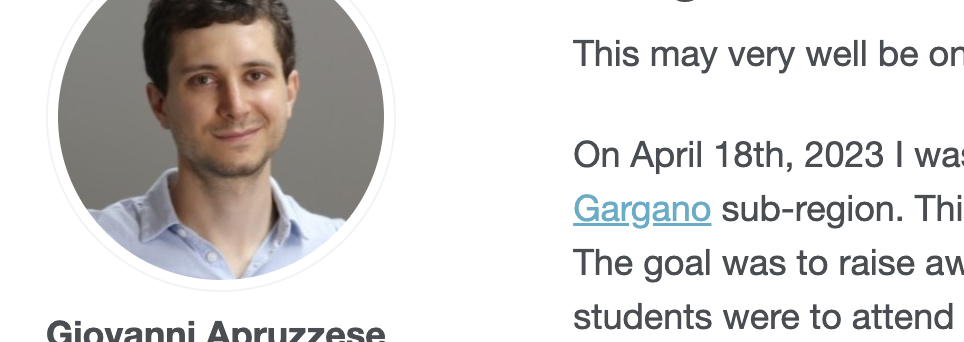 This may very well be on
On April 18th, 2023 I was
Gargano sub-region. Thi
The goal was to raise aw
students were to attend
Giovanni Apruzzese